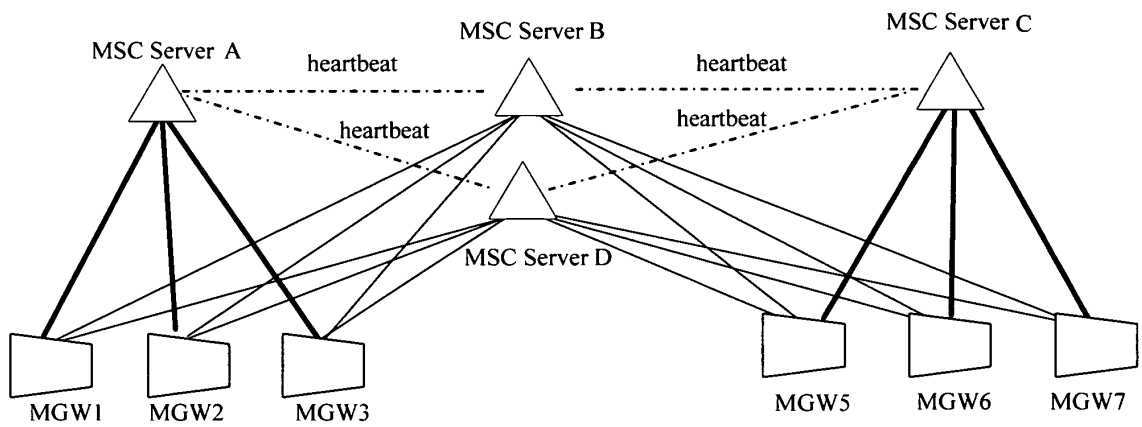 MSC Server A
MSC Server B
MSC Server C
heartbeat
heartbeat
heartbeat
heartbeat
MSC Server D
MGW1
MGW2
MGW3
MGW5
MGW6
MGW7